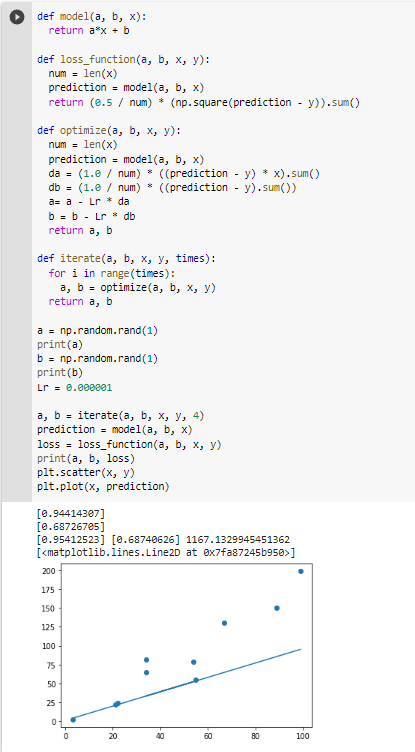 def model(a, b, x):
  return a*x + b

def loss_function(a, b, x, y):
  num = len(x)
  prediction = model(a, b, x)
  return (0.5 / num) * (np.square(prediction - y)).sum()

def optimize(a, b, x, y):
  num = len(x)
  prediction = model(a, b, x)
  da = (1.0 / num) * ((prediction - y) * x).sum()
  db = (1.0 / num) * ((prediction - y).sum())
  a= a - Lr * da
  b = b - Lr * db
  return a, b

def iterate(a, b, x, y, times):
  for i in range(times):
    a, b = optimize(a, b, x, y)
  return a, b

a = np.random.rand(1)
print(a)
b = np.random.rand(1)
print(b)
Lr = 0.000001

a, b = iterate(a, b, x, y, 4)
prediction = model(a, b, x)
loss = loss_function(a, b, x, y)
print(a, b, loss)
plt.scatter(x, y)
plt.plot(x, prediction)

[0.94414307]
[0.68726705]
[0.95412523] [0.68740626] 1167.1329945451362
[<matplotlib.lines.Line2D at 0x7fa87245b950>]
200
175
150
125
100
75
50
25
0
0 20 40 60 80 100